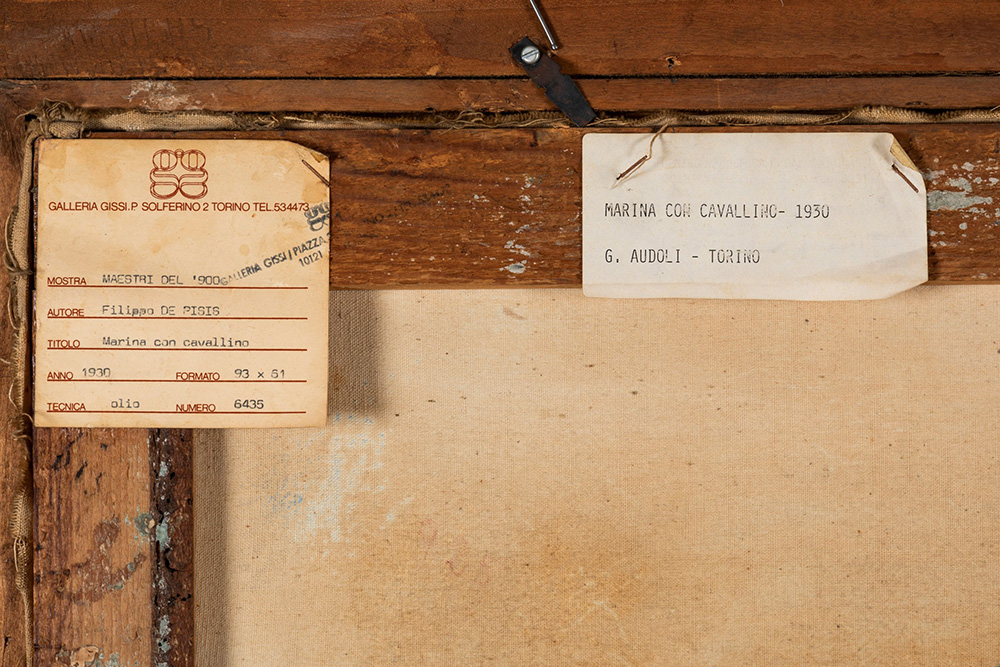 GALLERIA GISSI.P. SOLFERINO 2 TORINO TEL.534473
GALLERIA GISSI / PIAZZA
10121
MOSTRA MAESTRI DEL '900
AUTORE Filippo DE PISIS
TITOLO Marina con cavallino
ANNO 1930 FORMATO 93 x 61
TECNICA olio NUMERO 6435
MARINA CON CAVALLINO- 1930
G. AUDOLI - TORINO